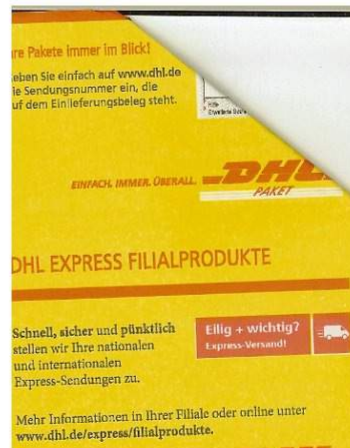 re Pakete immer im Blick!
eben Sie einfach auf www.dhl.de
ie Sendungsnummer ein, die
uf dem Einlieferungsbeleg steht.
EINFACH. IMMER. ÜBERALL.
DHL
PAKET
DHL EXPRESS FILIALPRODUKTE
Schnell, sicher und pünktlich
stellen wir Ihre nationalen
und internationalen
Express-Sendungen zu.
Eilig + wichtig?
Express-Versand!
Mehr Informationen in Ihrer Filiale oder online unter
www.dhl.de/express/filialprodukte.